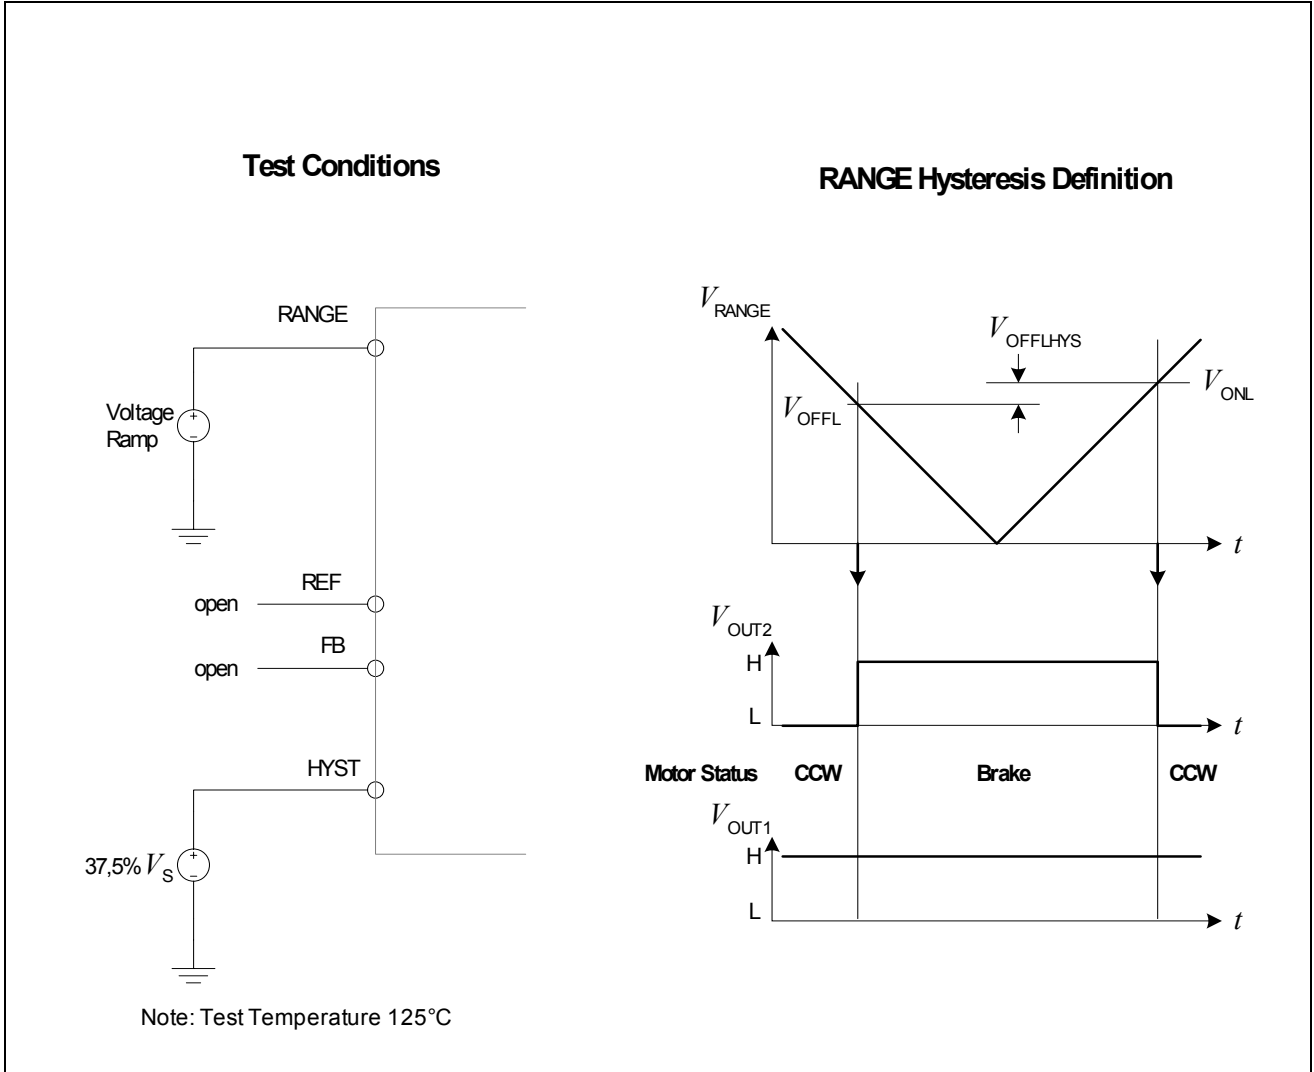 Test Conditions
RANGE
Voltage
Ramp
+
−
REF
open
FB
open
HYST
37,5% V_S
+
−
Note: Test Temperature 125°C
RANGE Hysteresis Definition
V_RANGE
V_OFFLHYS
V_OFFL
V_ONL
t
V_OUT2
H
L
t
Motor Status CCW Brake CCW
V_OUT1
H
L
t